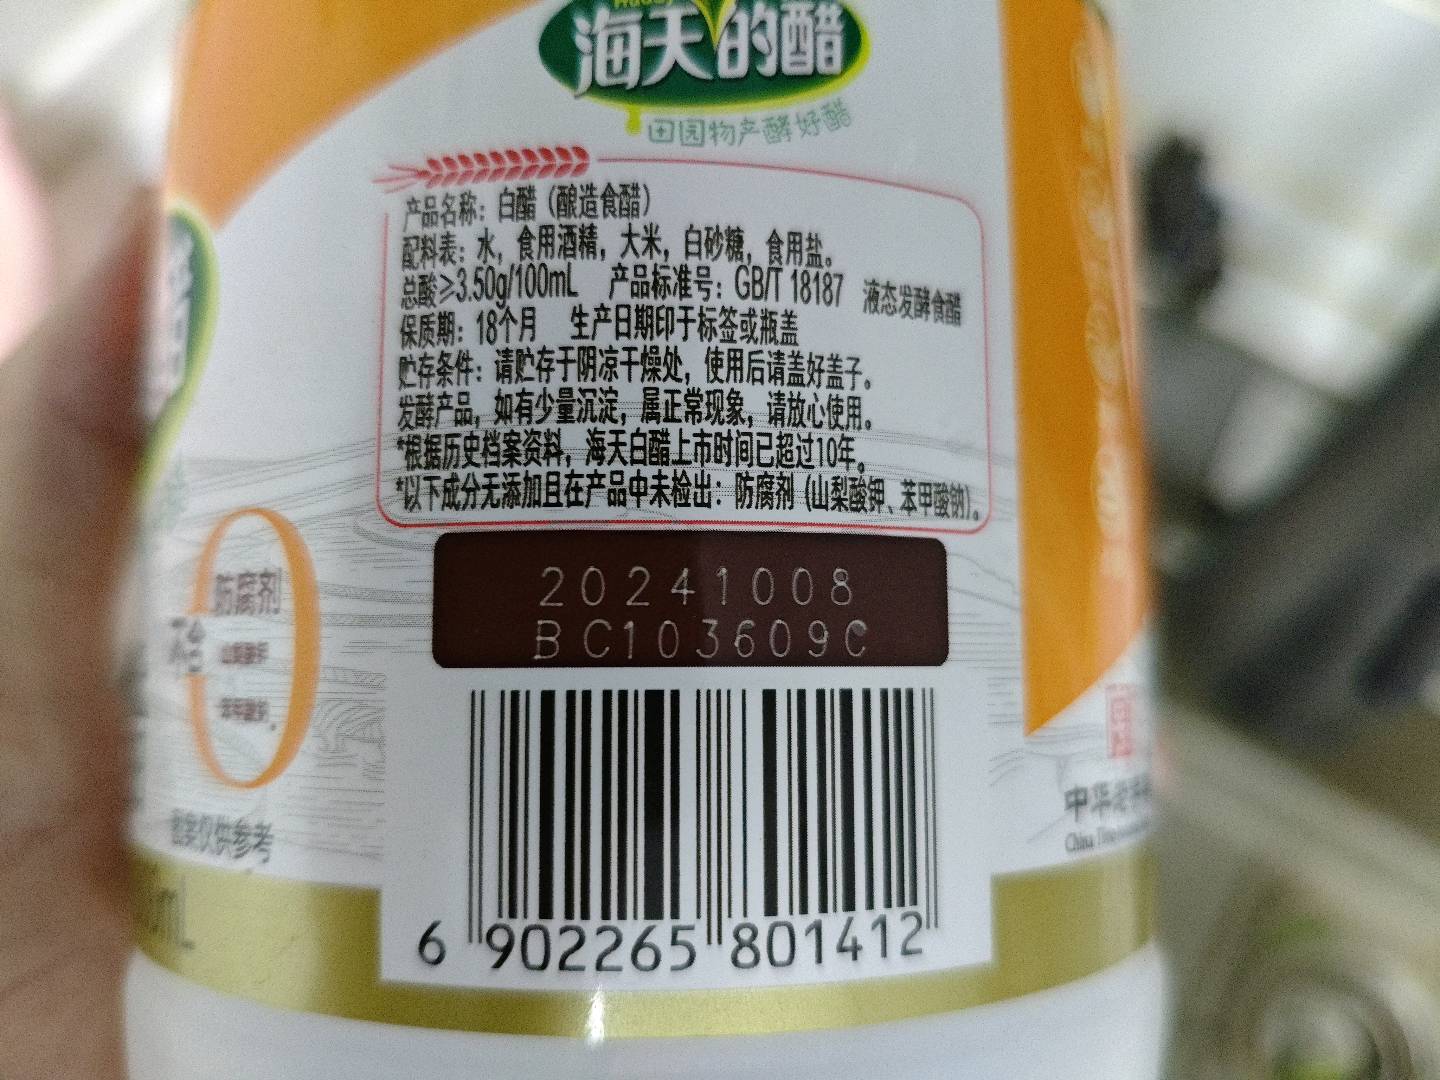 海天的醋
田园物产酵好醋
产品名称：白醋（酿造食醋）
配料表：水，食用酒精，大米，白砂糖，食用盐。
总酸≥3.50g/100mL 产品标准号：GB/T 18187 液态发酵食醋
保质期：18个月 生产日期印于标签或瓶盖
贮存条件：请贮存于阴凉干燥处，使用后请盖好盖子。
发酵产品，如有少量沉淀，属正常现象，请放心使用。
*根据历史档案资料，海天白醋上市时间已超过10年。
*以下成分无添加且在产品中未检出：防腐剂（山梨酸钾、苯甲酸钠）。
20241008
BC103609C
6 902265 801412
0
防腐剂
仅供参考
mL
中华老
China